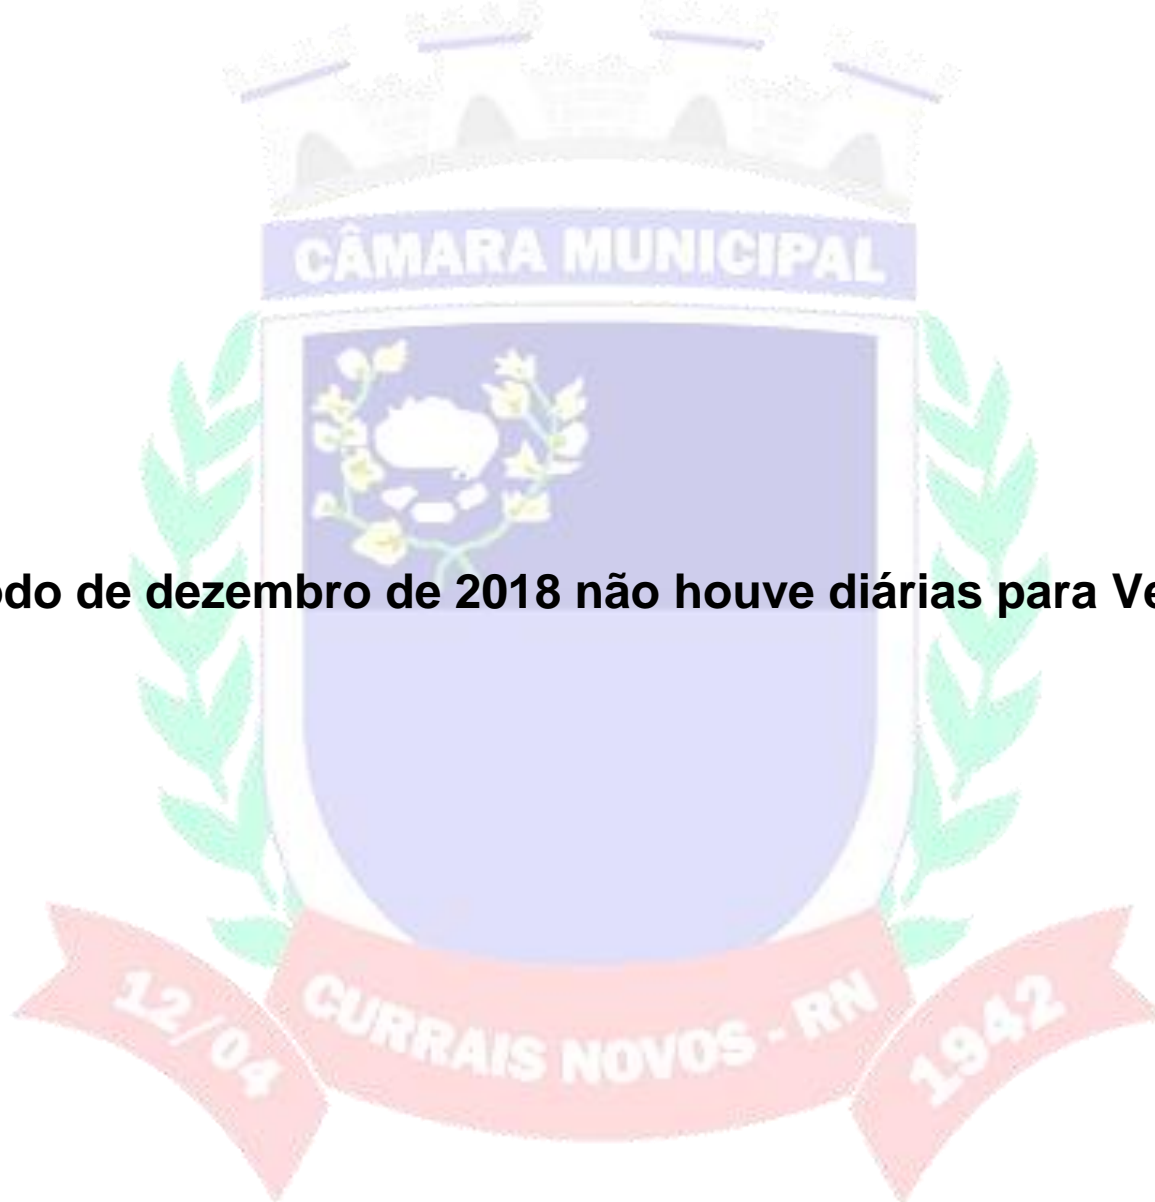 CÂMARA MUNICIPAL
odo de dezembro de 2018 não houve diárias para Ve
12/04
CURRAIS NOVOS - RN
1942